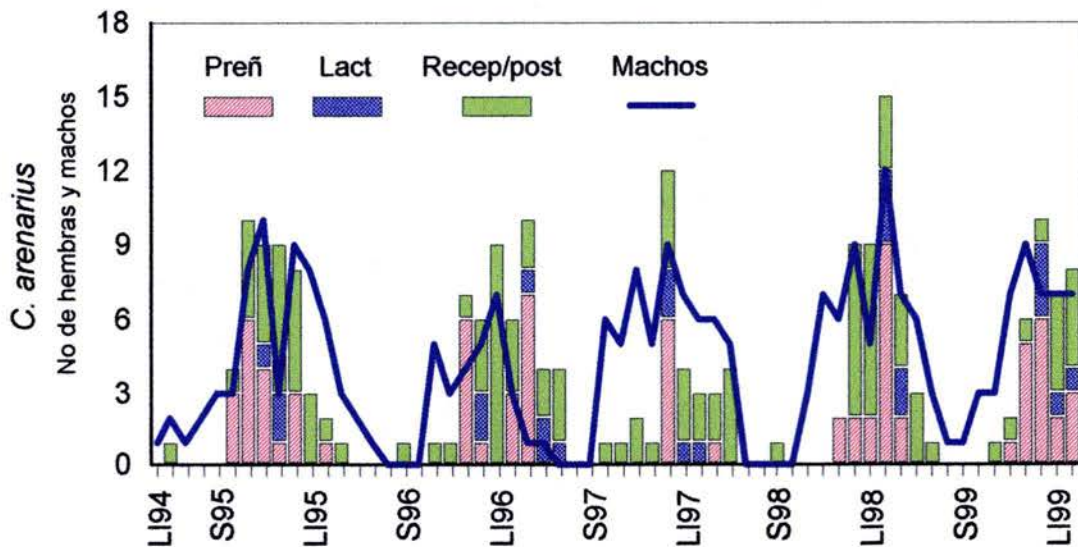 C. arenarius
No de hembras y machos
18
15
12
9
6
3
0
Preñ Lact Recep/post Machos
LI94 S95 LI95 S96 LI96 S97 LI97 S98 LI98 S99 LI99